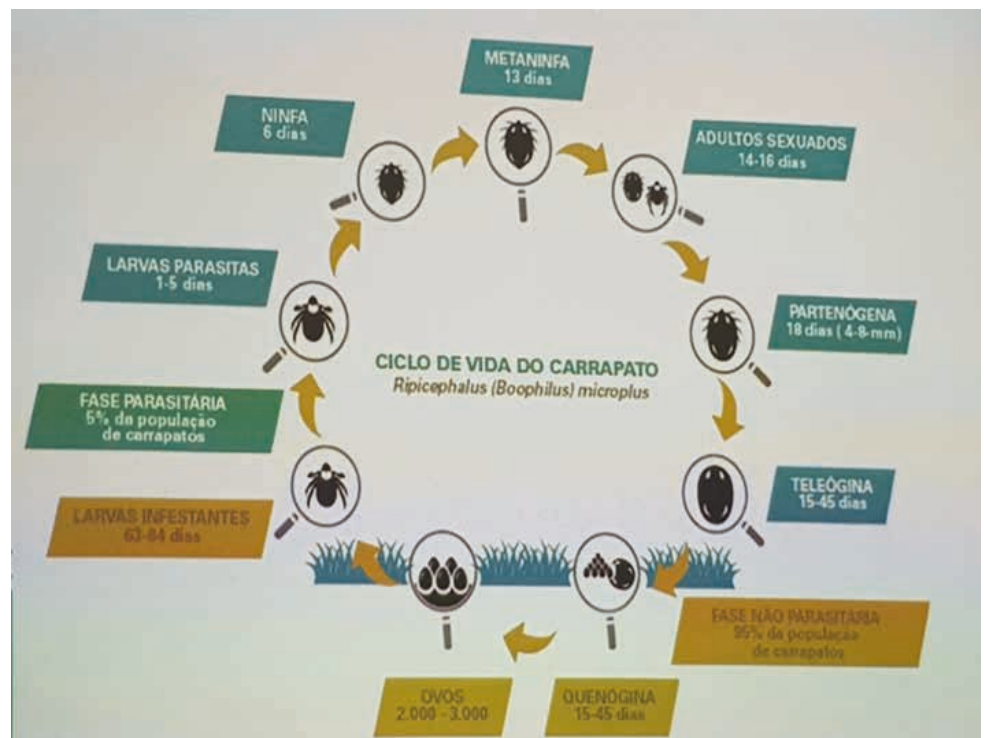 METANINFA
13 dias
NINFA
6 dias
ADULTOS SEXUADOS
14-16 dias
LARVAS PARASITAS
1-5 dias
PARTENÓGENA
18 dias ( 4-8-mm)
CICLO DE VIDA DO CARRAPATO
Ripicephalus (Boophilus) microplus
FASE PARASITÁRIA
5% da população
de carrapatos
TELEÓGINA
15-45 dias
LARVAS INFESTANTES
63-84 dias
FASE NÃO PARASITÁRIA
95% da população
de carrapatos
OVOS
2.000 - 3.000
QUENÓGINA
15-45 dias